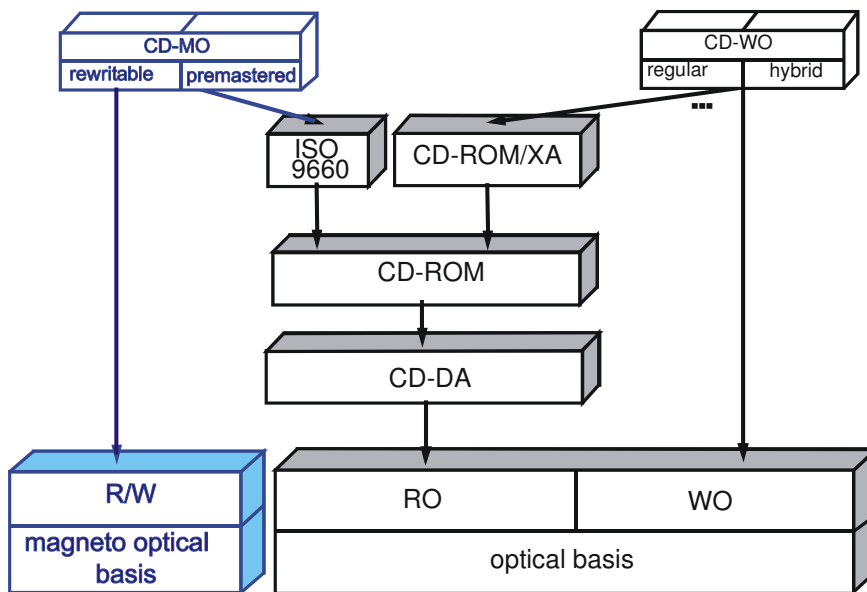 CD-MO
rewritable premastered
CD-WO
regular hybrid
...
ISO
9660
CD-ROM/XA
CD-ROM
CD-DA
R/W
magneto optical
basis
RO WO
optical basis